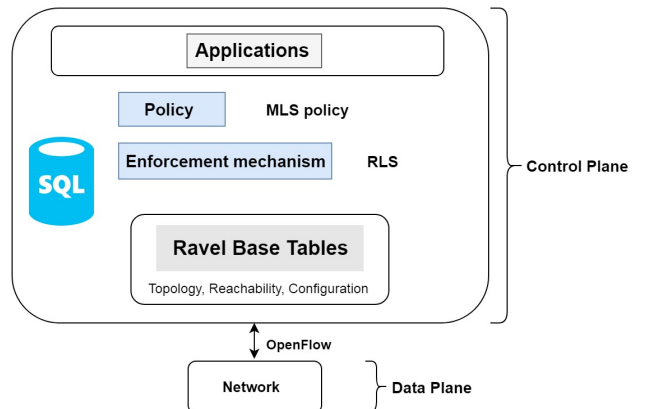 Applications
Policy
MLS policy
SQL
Enforcement mechanism
RLS
Control Plane
Ravel Base Tables
Topology, Reachability, Configuration
OpenFlow
Network
Data Plane